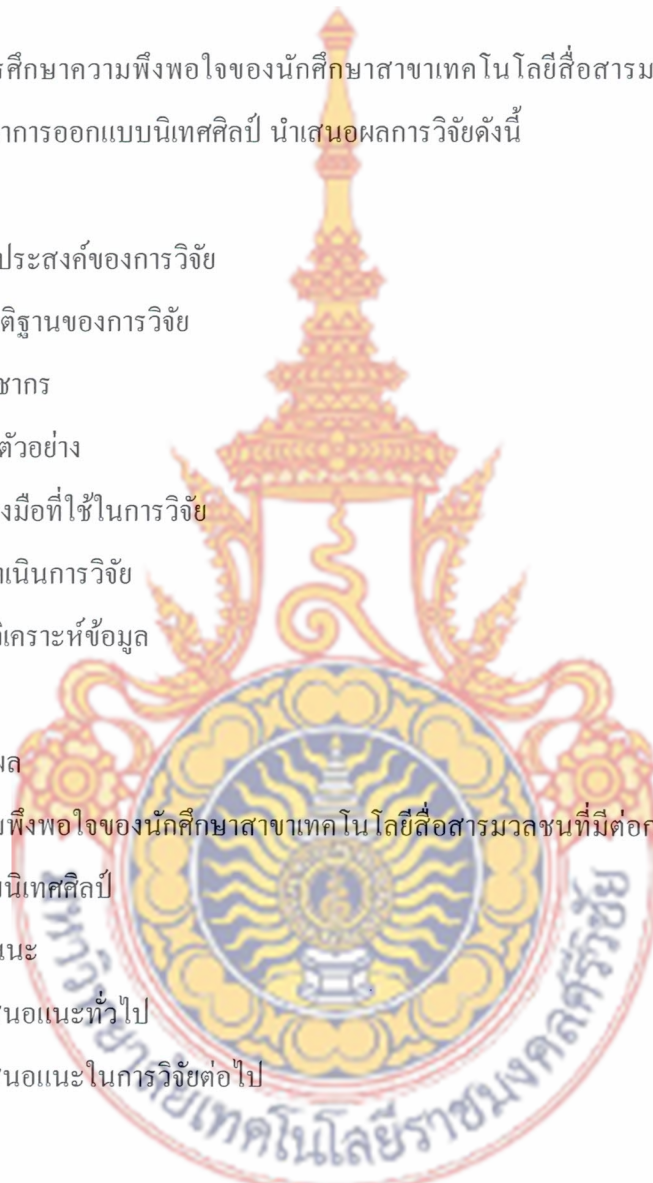 รศึกษาความพึงพอใจของนักศึกษาสาขาเทคโนโลยีสื่อสารม
าการออกแบบนิเทศศิลป์ นำเสนอผลการวิจัยดังนี้
ประสงค์ของการวิจัย
ติฐานของการวิจัย
ชากร
ตัวอย่าง
งมือที่ใช้ในการวิจัย
าเนินการวิจัย
วิเคราะห์ข้อมูล
ผล
มพึงพอใจของนักศึกษาสาขาเทคโนโลยีสื่อสารมวลชนที่มีต่อก
บนิเทศศิลป์
แนะ
สนอแนะทั่วไป
สนอแนะในการวิจัยต่อไป
มหาวิทยาลัยเทคโนโลยีราชมงคลศรีวิชัย